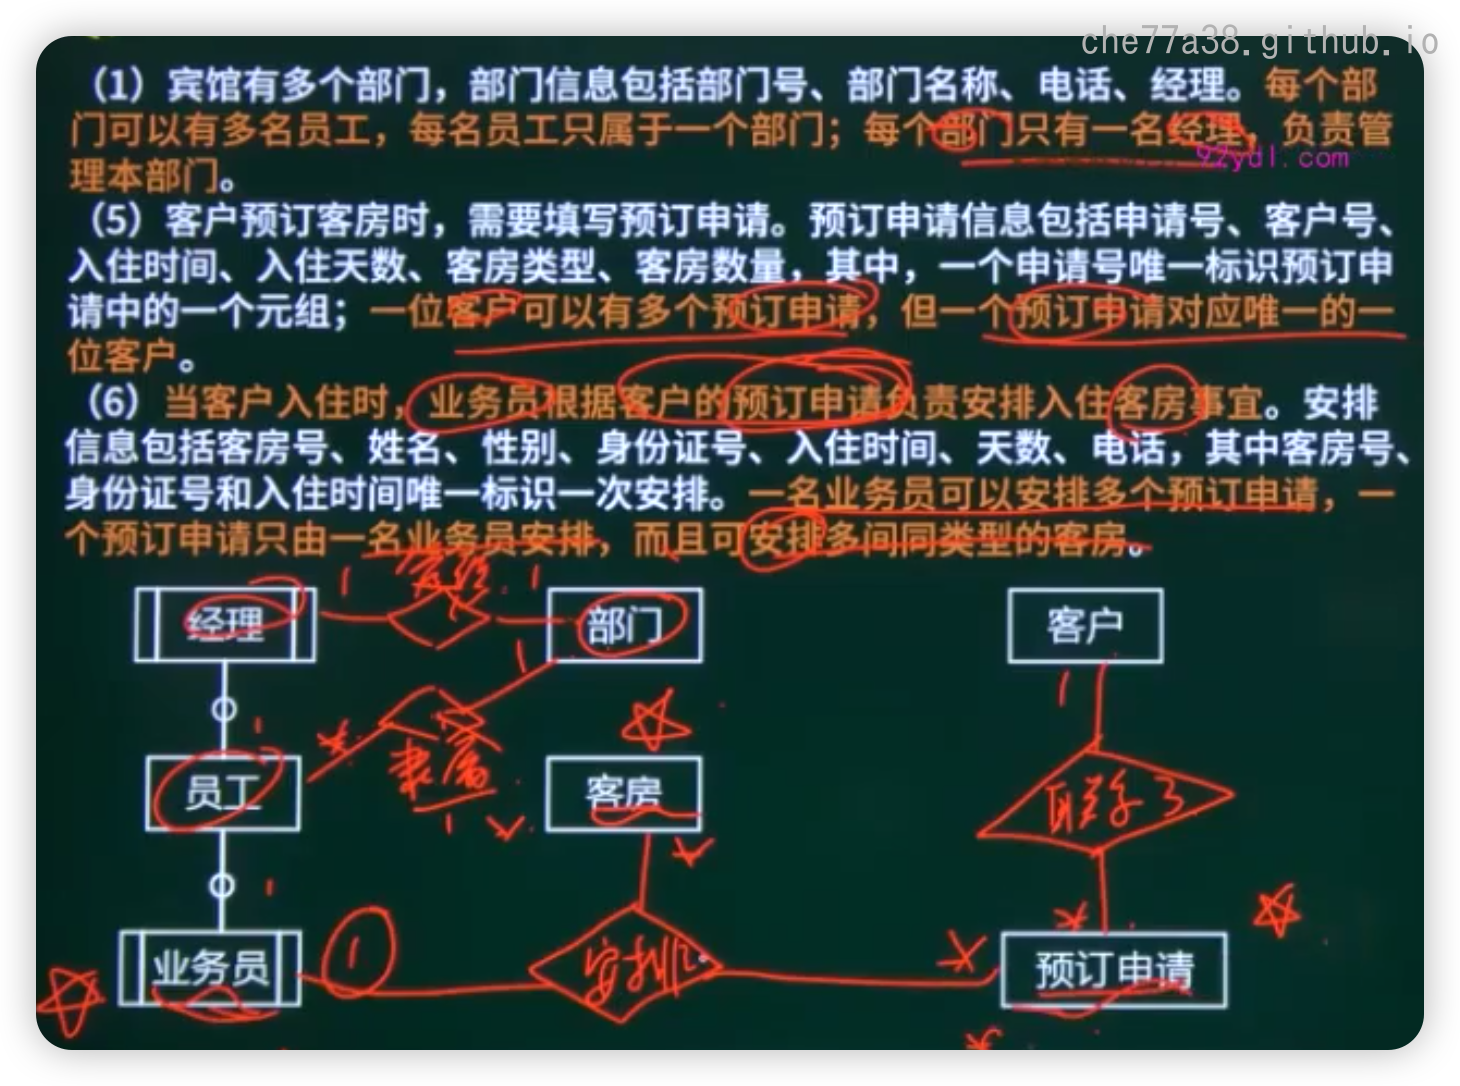 che77a38.github.io
（1）宾馆有多个部门，部门信息包括部门号、部门名称、电话、经理。每个部
门可以有多名员工，每名员工只属于一个部门；每个部门只有一名经理，负责管
92ydl.com
理本部门。
（5）客户预订客房时，需要填写预订申请。预订申请信息包括申请号、客户号、
入住时间、入住天数、客房类型、客房数量，其中，一个申请号唯一标识预订申
请中的一个元组；一位客户可以有多个预订申请，但一个预订申请对应唯一的一
位客户。
（6）当客户入住时，业务员根据客户的预订申请负责安排入住客房事宜。安排
信息包括客房号、姓名、性别、身份证号、入住时间、天数、电话，其中客房号、
身份证号和入住时间唯一标识一次安排。一名业务员可以安排多个预订申请，一
个预订申请只由一名业务员安排，而且可安排多间同类型的客房。
1 1
经理 部门 客户
1 1
1 *
隶属
员工 客房 联系3
1
1 *
1 安排 *
业务员 预订申请
*